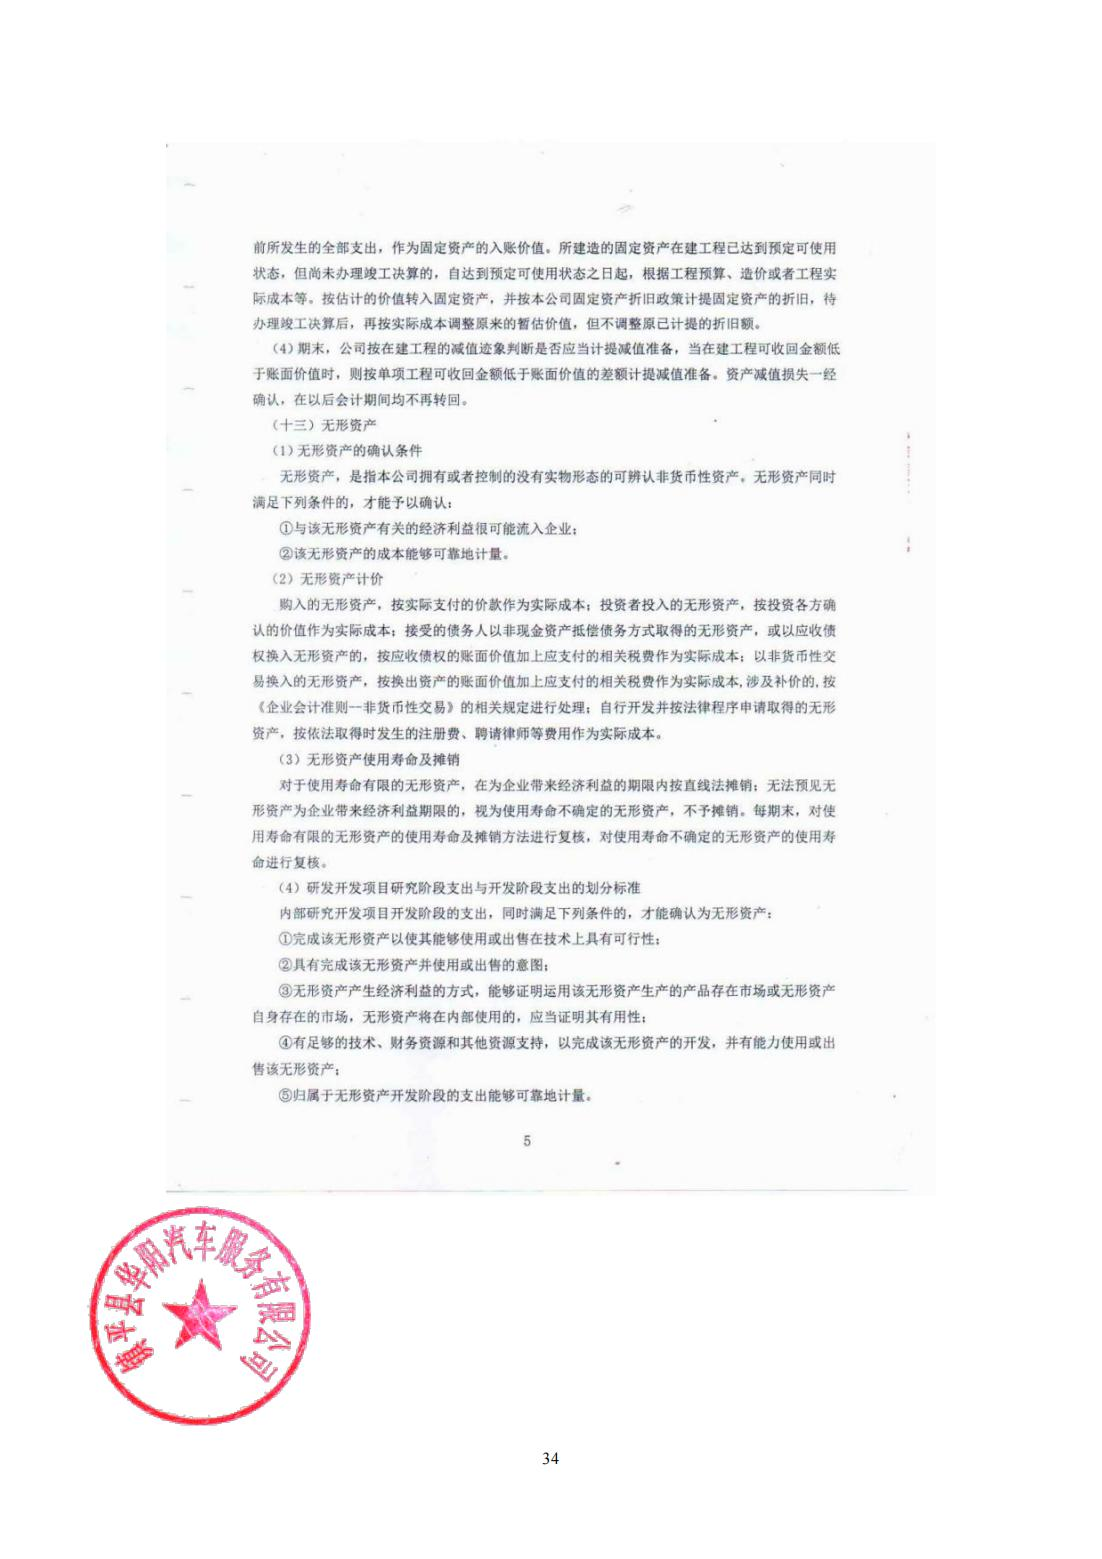 前所发生的全部支出，作为固定资产的入账价值。所建造的固定资产在建工程已达到预定可使用
状态，但尚未办理竣工决算的，自达到预定可使用状态之日起，根据工程预算、造价或者工程实
际成本等。按估计的价值转入固定资产，并按本公司固定资产折旧政策计提固定资产的折旧，待
办理竣工决算后，再按实际成本调整原来的暂估价值，但不调整原已计提的折旧额。
（4）期末，公司按在建工程的减值迹象判断是否应当计提减值准备，当在建工程可收回金额低
于账面价值时，则按单项工程可收回金额低于账面价值的差额计提减值准备。资产减值损失一经
确认，在以后会计期间均不再转回。
（十三）无形资产
（1）无形资产的确认条件
无形资产，是指本公司拥有或者控制的没有实物形态的可辨认非货币性资产。无形资产同时
满足下列条件的，才能予以确认：
①与该无形资产有关的经济利益很可能流入企业；
②该无形资产的成本能够可靠地计量。
（2）无形资产计价
购入的无形资产，按实际支付的价款作为实际成本；投资者投入的无形资产，按投资各方确
认的价值作为实际成本；接受的债务人以非现金资产抵偿债务方式取得的无形资产，或以应收债
权换入无形资产的，按应收债权的账面价值加上应支付的相关税费作为实际成本；以非货币性交
易换入的无形资产，按换出资产的账面价值加上应支付的相关税费作为实际成本,涉及补价的,按
《企业会计准则--非货币性交易》的相关规定进行处理；自行开发并按法律程序申请取得的无形
资产，按依法取得时发生的注册费、聘请律师等费用作为实际成本。
（3）无形资产使用寿命及摊销
对于使用寿命有限的无形资产，在为企业带来经济利益的期限内按直线法摊销；无法预见无
形资产为企业带来经济利益期限的，视为使用寿命不确定的无形资产，不予摊销。每期末，对使
用寿命有限的无形资产的使用寿命及摊销方法进行复核，对使用寿命不确定的无形资产的使用寿
命进行复核。
（4）研发开发项目研究阶段支出与开发阶段支出的划分标准
内部研究开发项目开发阶段的支出，同时满足下列条件的，才能确认为无形资产：
①完成该无形资产以使其能够使用或出售在技术上具有可行性；
②具有完成该无形资产并使用或出售的意图；
③无形资产产生经济利益的方式，能够证明运用该无形资产生产的产品存在市场或无形资产
自身存在的市场，无形资产将在内部使用的，应当证明其有用性；
④有足够的技术、财务资源和其他资源支持，以完成该无形资产的开发，并有能力使用或出
售该无形资产；
⑤归属于无形资产开发阶段的支出能够可靠地计量。
5
镇平县华阳汽车服务有限公司
34